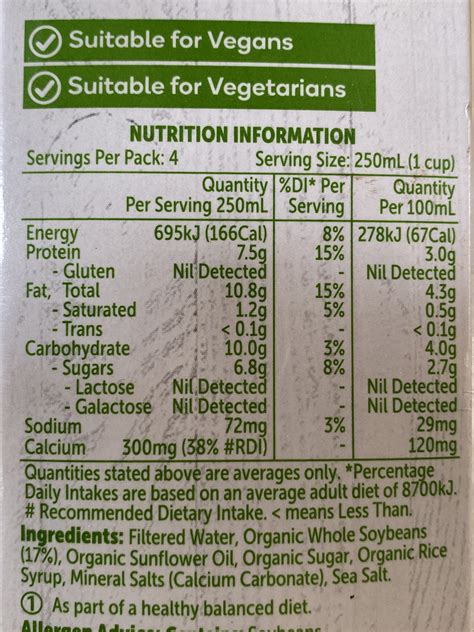 Suitable for Vegans
Suitable for Vegetarians
NUTRITION INFORMATION
Servings Per Pack: 4 Serving Size: 250mL (1 cup)
Quantity %DI* Per Quantity
Per Serving 250mL Serving Per 100mL
Energy 695kJ (166Cal) 8% 278kJ (67Cal)
Protein 7.5g 15% 3.0g
- Gluten Nil Detected - Nil Detected
Fat, Total 10.8g 15% 4.3g
- Saturated 1.2g 5% 0.5g
- Trans < 0.1g - < 0.1g
Carbohydrate 10.0g 3% 4.0g
- Sugars 6.8g 8% 2.7g
- Lactose Nil Detected - Nil Detected
- Galactose Nil Detected - Nil Detected
Sodium 72mg 3% 29mg
Calcium 300mg (38% #RDI) - 120mg
Quantities stated above are averages only. *Percentage
Daily Intakes are based on an average adult diet of 8700kJ.
# Recommended Dietary Intake. < means Less Than.
Ingredients: Filtered Water, Organic Whole Soybeans
(17%), Organic Sunflower Oil, Organic Sugar, Organic Rice
Syrup, Mineral Salts (Calcium Carbonate), Sea Salt.
① As part of a healthy balanced diet.
Allergen Advice: Contains Soybeans